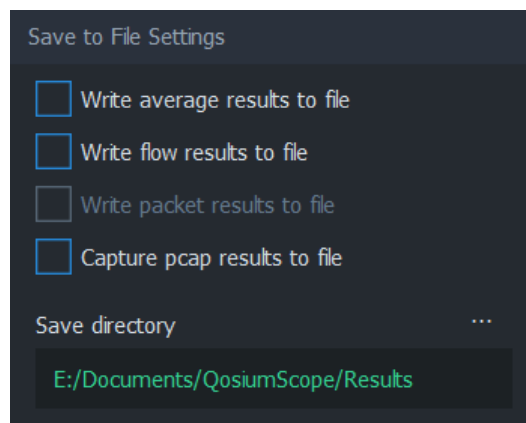 Save to File Settings
Write average results to file
Write flow results to file
Write packet results to file
Capture pcap results to file
Save directory ...
E:/Documents/QosiumScope/Results